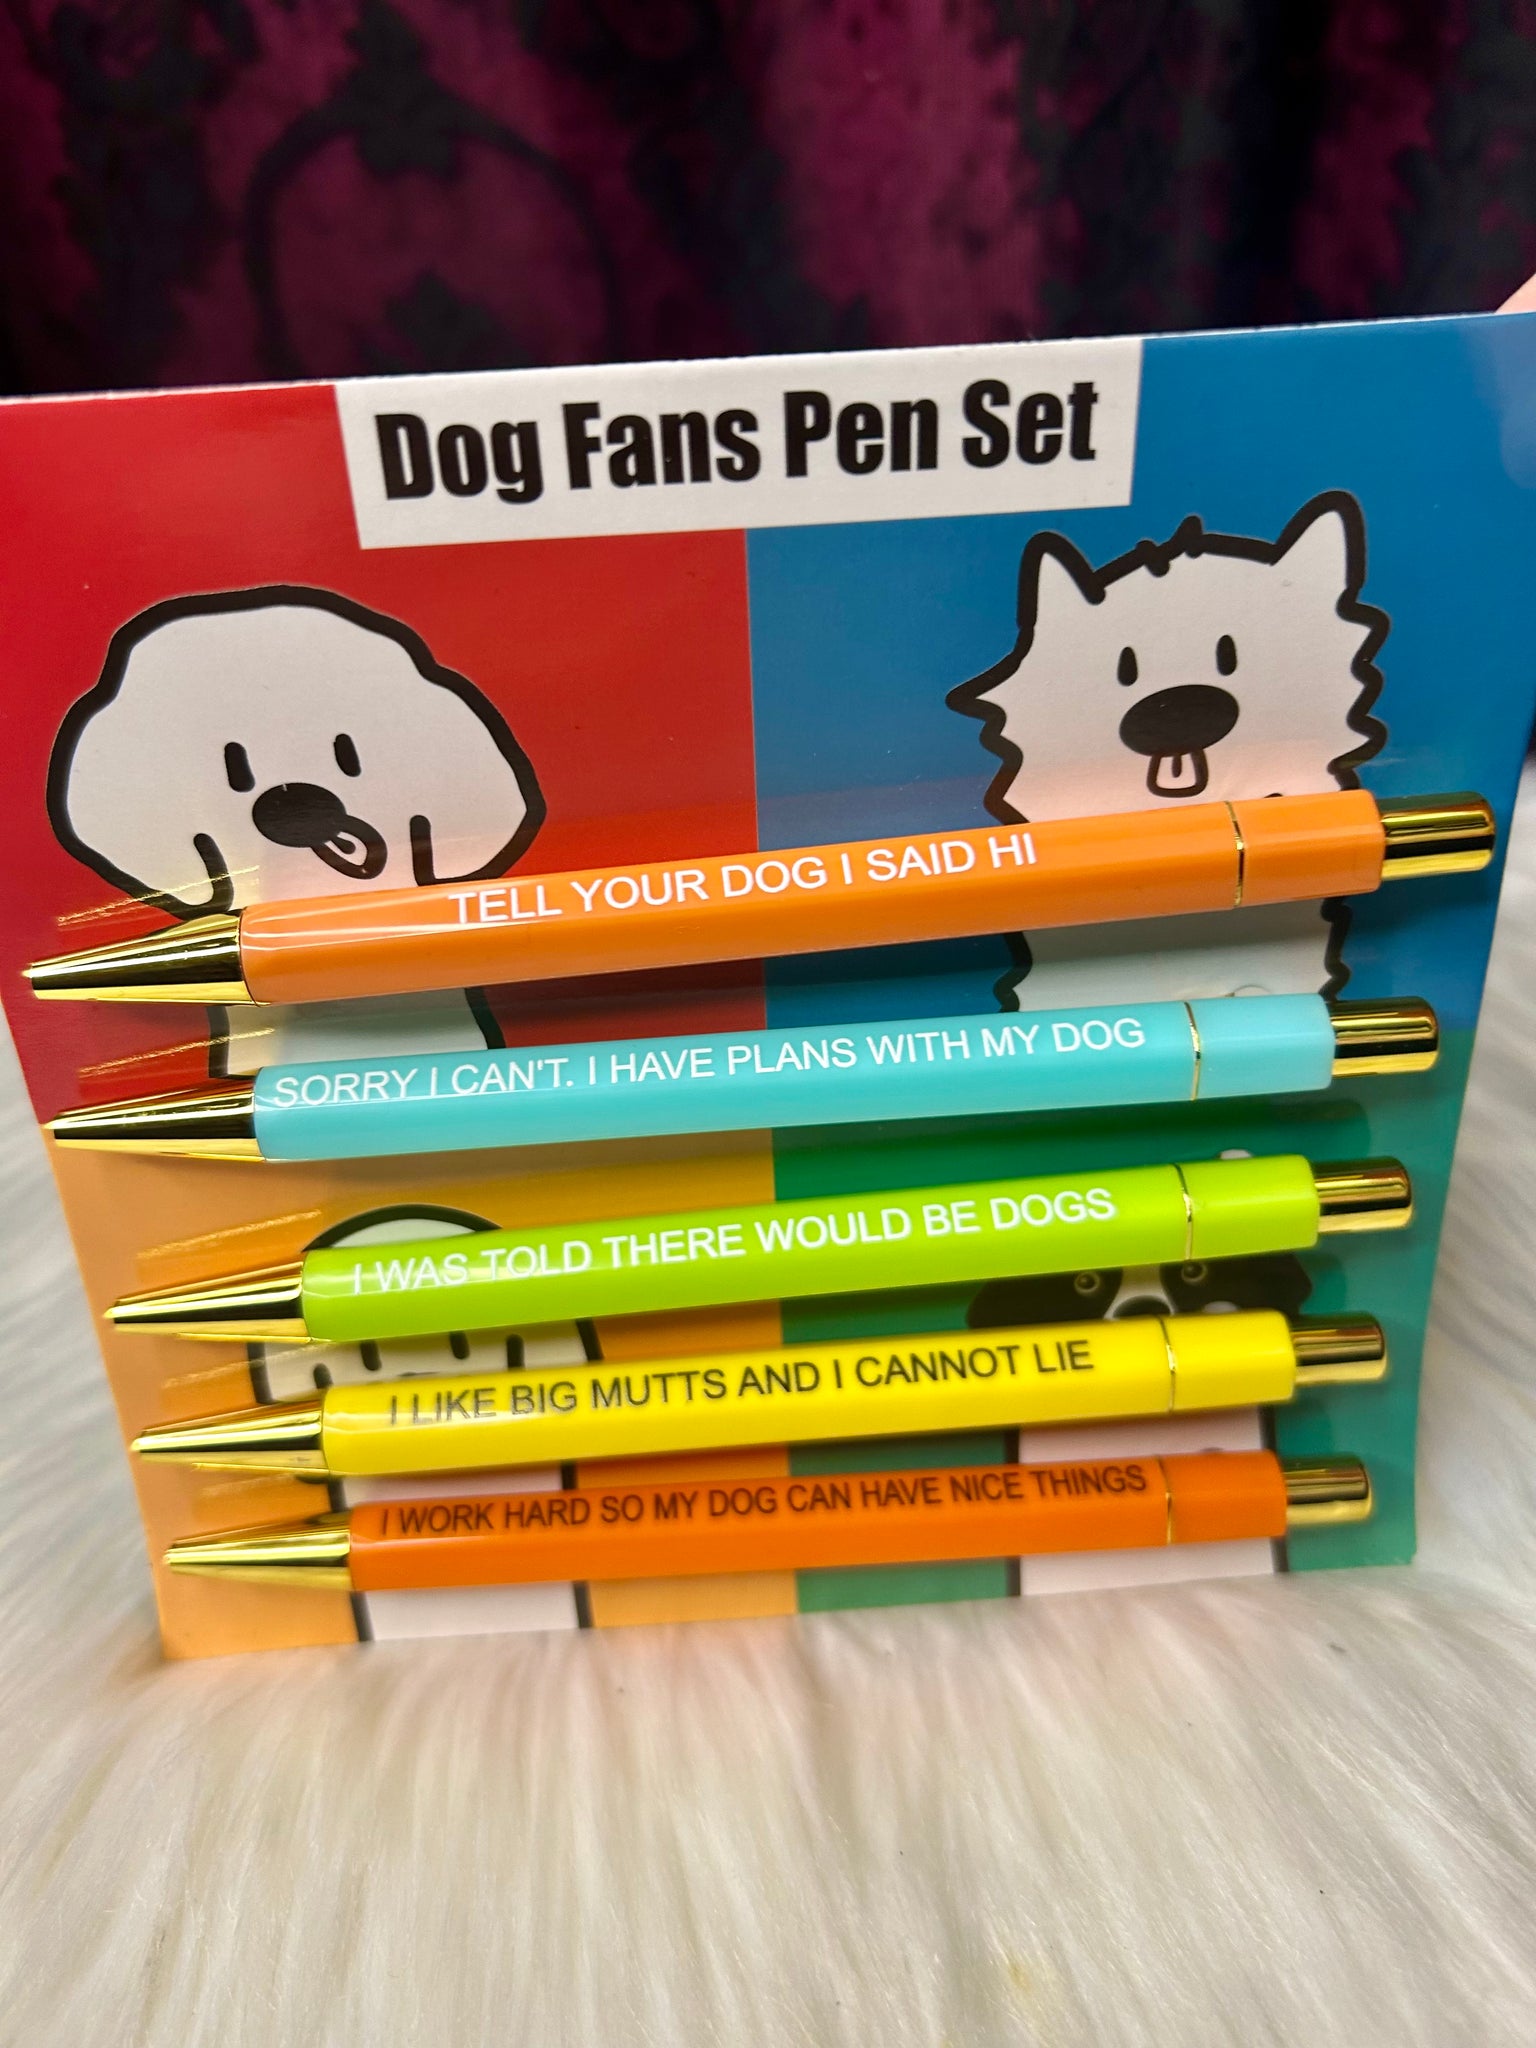 Dog Fans Pen Set
TELL YOUR DOG I SAID HI
SORRY I CAN'T. I HAVE PLANS WITH MY DOG
I WAS TOLD THERE WOULD BE DOGS
I LIKE BIG MUTTS AND I CANNOT LIE
I WORK HARD SO MY DOG CAN HAVE NICE THINGS